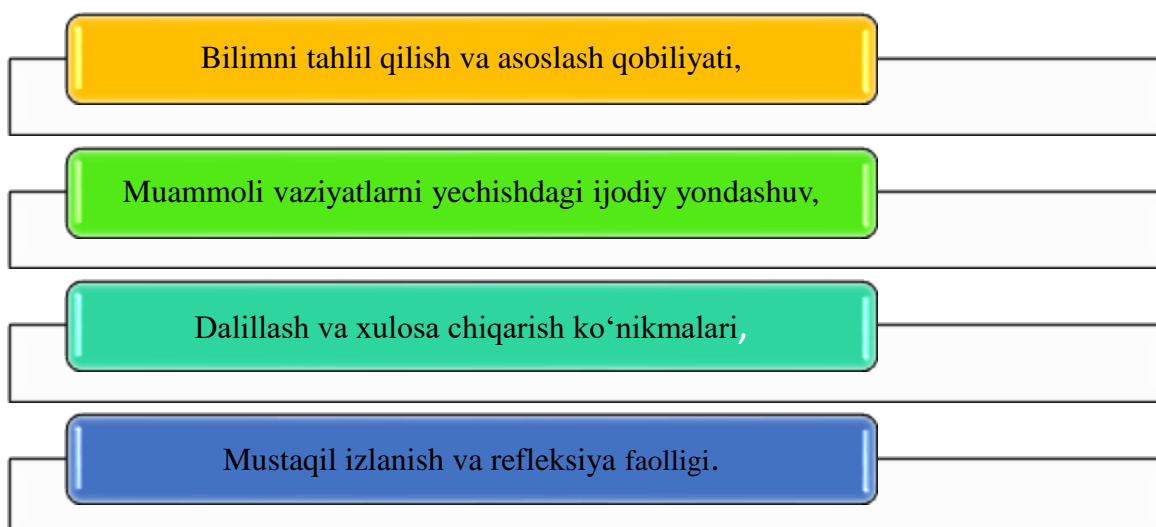 Bilimni tahlil qilish va asoslash qobiliyati,
Muammoli vaziyatlarni yechishdagi ijodiy yondashuv,
Dalillash va xulosa chiqarish ko‘nikmalari,
Mustaqil izlanish va refleksiya faolligi.